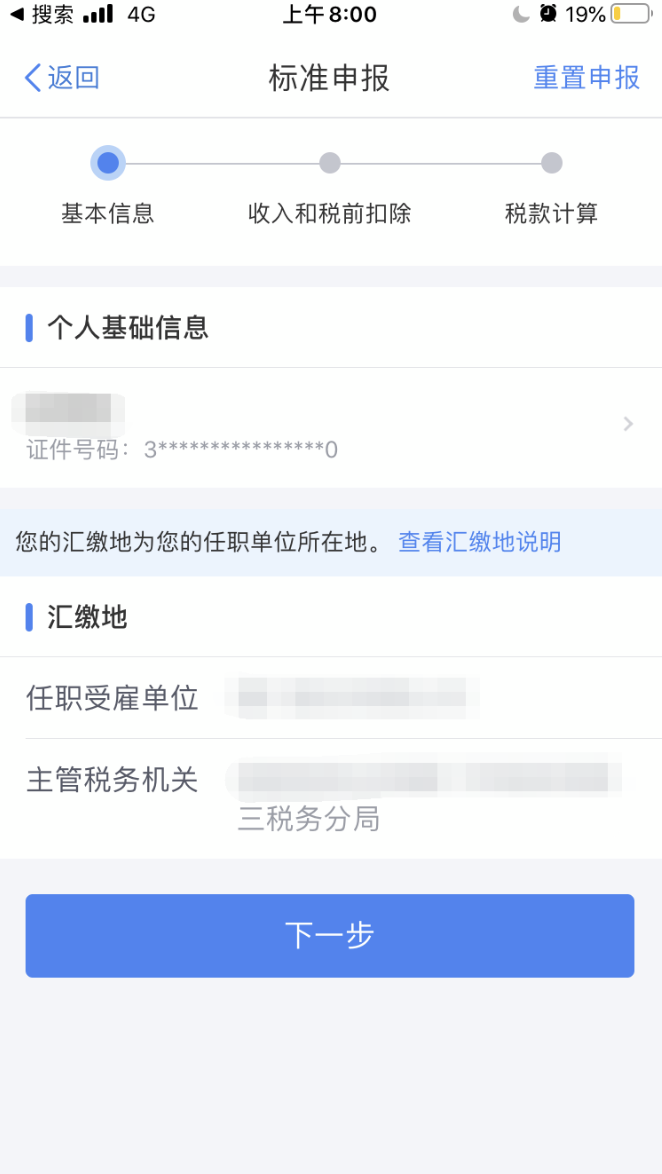 搜索 4G 上午8:00 19%
返回 标准申报 重置申报
基本信息 收入和税前扣除 税款计算
个人基础信息
证件号码：3****************0
您的汇缴地为您的任职单位所在地。 查看汇缴地说明
汇缴地
任职受雇单位
主管税务机关
三税务分局
下一步